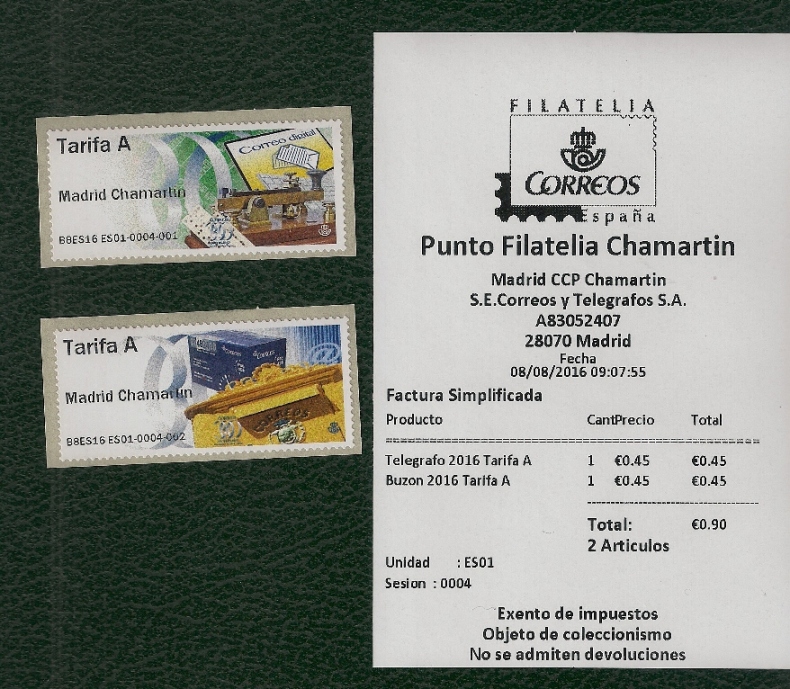 Tarifa A
Correo digital
Madrid Chamartin
B8ES16 ES01-0004-001
Tarifa A
Madrid Chamartin
CORREOS
B8ES16 ES01-0004-002
FILATELIA
CORREOS
España
Punto Filatelia Chamartin
Madrid CCP Chamartin
S.E.Correos y Telegrafos S.A.
A83052407
28070 Madrid
Fecha
08/08/2016 09:07:55
Factura Simplificada
Producto CantPrecio Total
Telegrafo 2016 Tarifa A 1 €0.45 €0.45
Buzon 2016 Tarifa A 1 €0.45 €0.45
Total: €0.90
2 Articulos
Unidad : ES01
Sesion : 0004
Exento de impuestos
Objeto de coleccionismo
No se admiten devoluciones